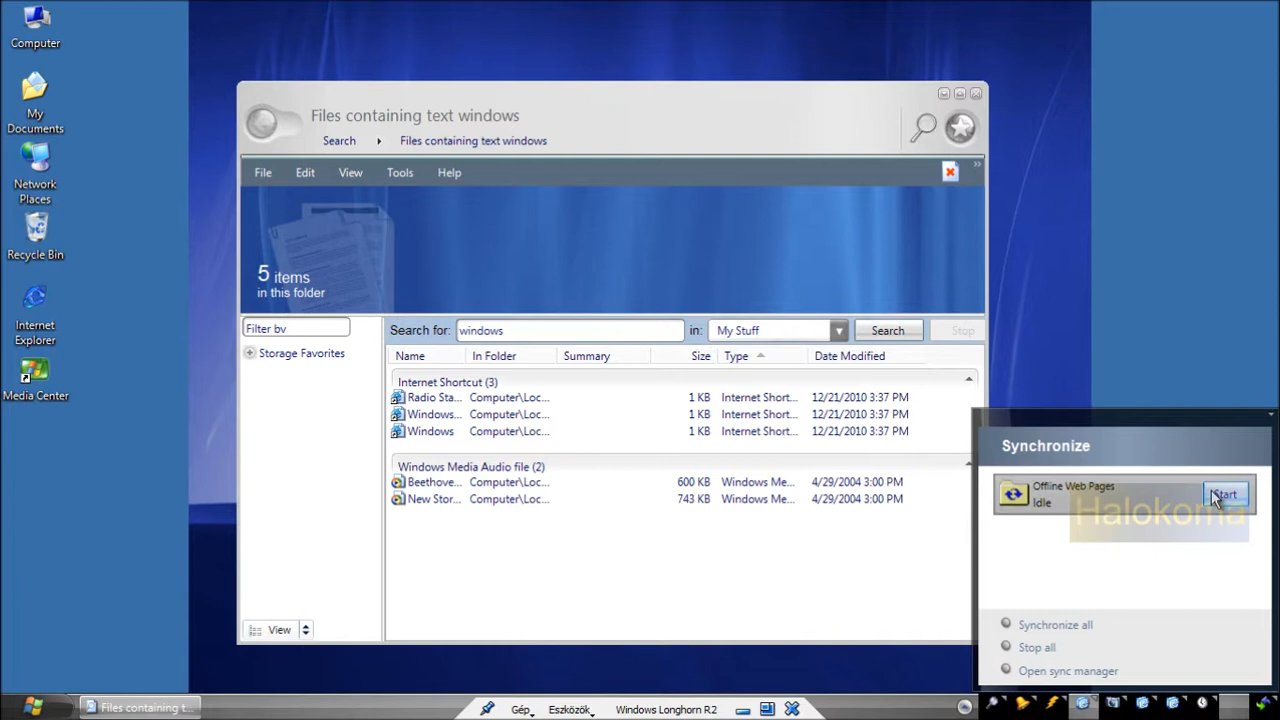 Computer
My
Documents
Network
Places
Recycle Bin
Internet
Explorer
Media Center
Files containing text windows
Search Files containing text windows
File Edit View Tools Help
5 items
in this folder
Filter by
Storage Favorites
Search for: windows in: My Stuff Search Stop
Name In Folder Summary Size Type Date Modified
Internet Shortcut (3)
Radio Sta... Computer\Loc... 1 KB Internet Short... 12/21/2010 3:37 PM
Windows... Computer\Loc... 1 KB Internet Short... 12/21/2010 3:37 PM
Windows Computer\Loc... 1 KB Internet Short... 12/21/2010 3:37 PM
Windows Media Audio file (2)
Beethove... Computer\Loc... 600 KB Windows Me... 4/29/2004 3:00 PM
New Stor... Computer\Loc... 743 KB Windows Me... 4/29/2004 3:00 PM
View
Synchronize
Offline Web Pages
Idle
Start
Halokoma
Synchronize all
Stop all
Open sync manager
Files containing t...
Gép Eszközök Windows Longhorn R2